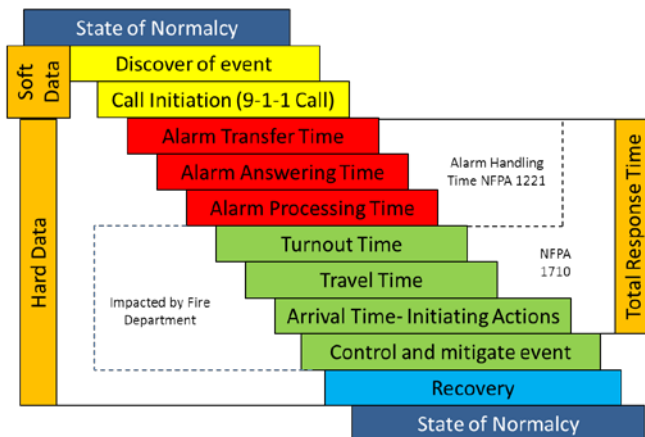 State of Normalcy
Soft
Data
Discover of event
Call Initiation (9-1-1 Call)
Hard Data
Alarm Transfer Time
Alarm Answering Time
Alarm Processing Time
Alarm Handling
Time NFPA 1221
Total Response Time
Turnout Time
Travel Time
NFPA
1710
Impacted by Fire
Department
Arrival Time- Initiating Actions
Control and mitigate event
Recovery
State of Normalcy